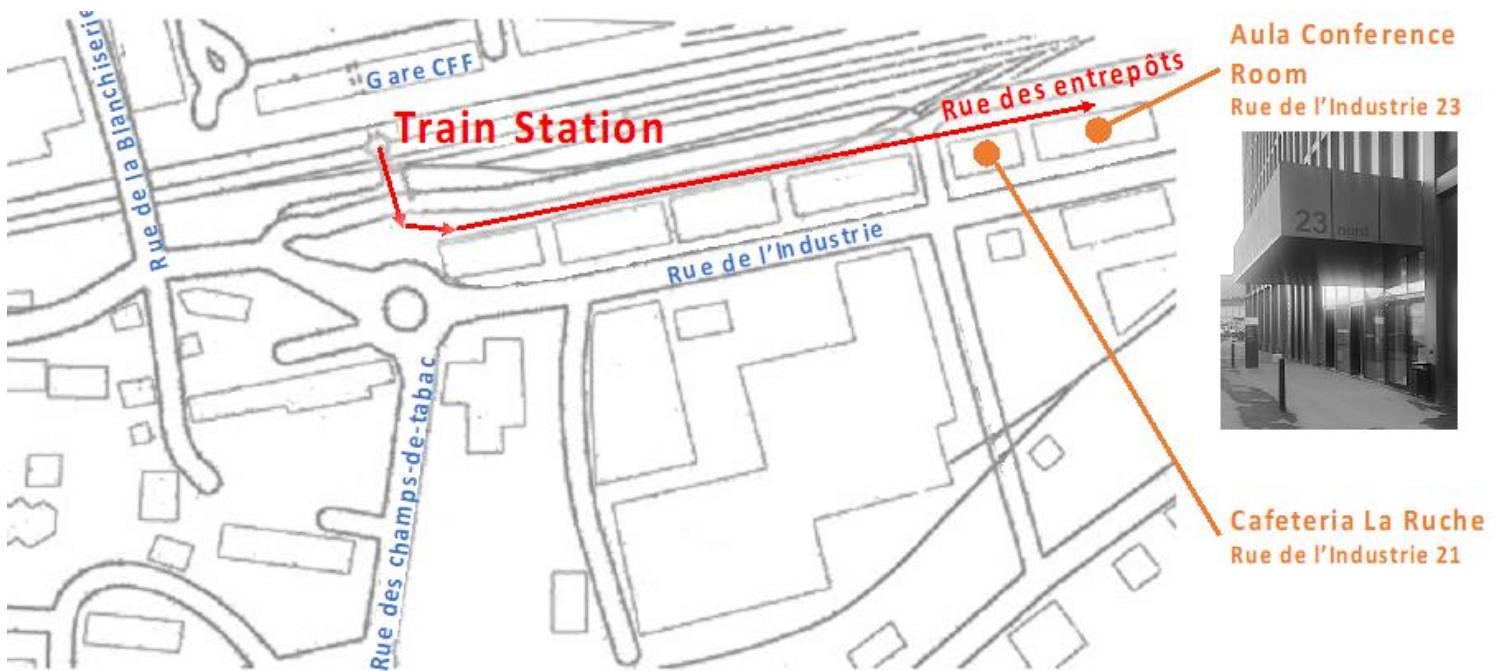 Rue de la Blanchiserie
Gare CFF
Train Station
Rue des entrepôts
Aula Conference
Room
Rue de l'Industrie 23
23 nord
Rue de l'Industrie
Rue des champs-de-tabac
Cafeteria La Ruche
Rue de l'Industrie 21